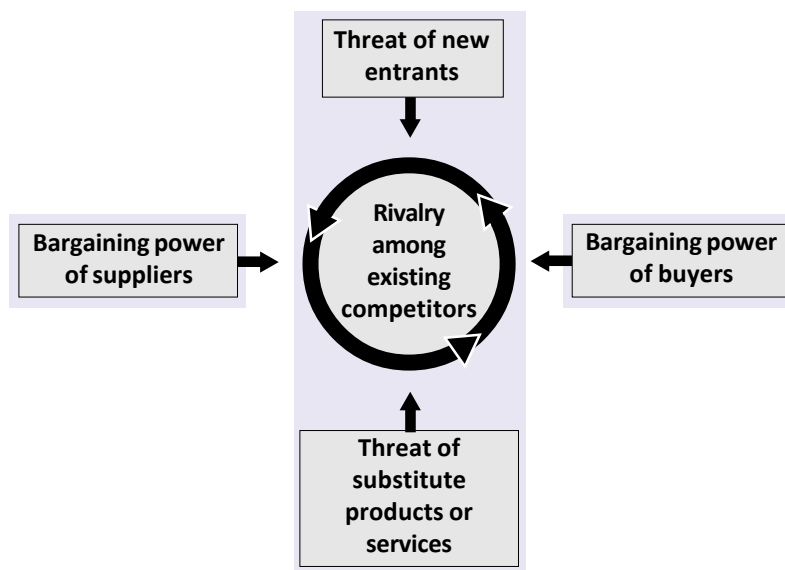 Threat of new
entrants
Bargaining power
of suppliers
Rivalry
among
existing
competitors
Bargaining power
of buyers
Threat of
substitute
products or
services